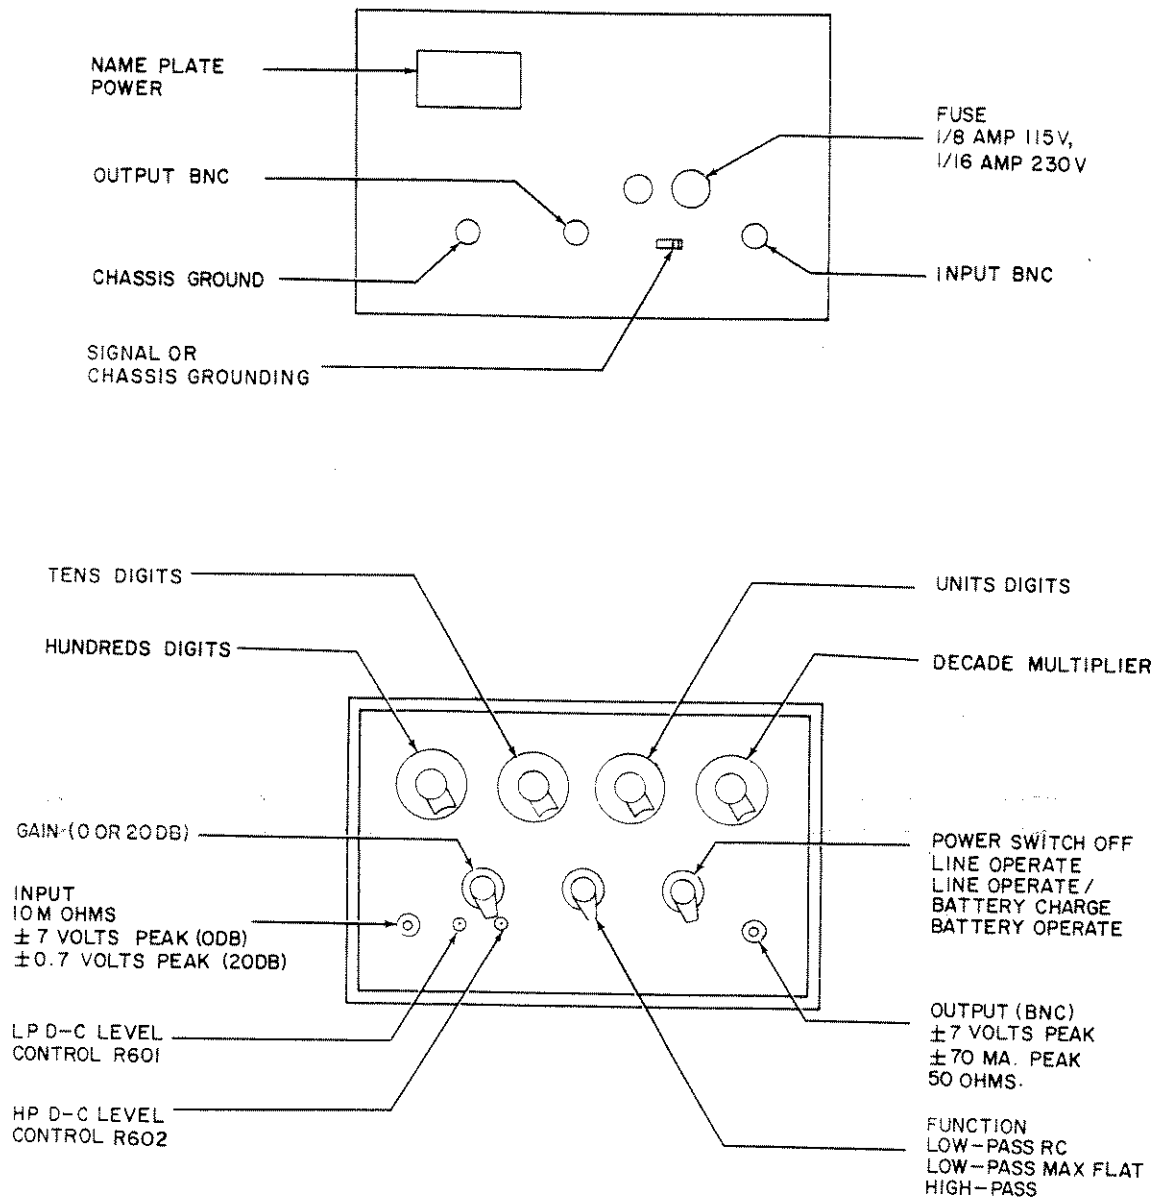 NAME PLATE
POWER
FUSE
1/8 AMP 115V,
1/16 AMP 230V
OUTPUT BNC
CHASSIS GROUND
INPUT BNC
SIGNAL OR
CHASSIS GROUNDING
TENS DIGITS
UNITS DIGITS
HUNDREDS DIGITS
DECADE MULTIPLIER
GAIN-(0 OR 20DB)
POWER SWITCH OFF
LINE OPERATE
LINE OPERATE/
BATTERY CHARGE
BATTERY OPERATE
INPUT
10M OHMS
±7 VOLTS PEAK (0DB)
±0.7 VOLTS PEAK (20DB)
LP D-C LEVEL
CONTROL R601
OUTPUT (BNC)
±7 VOLTS PEAK
±70 MA. PEAK
50 OHMS.
HP D-C LEVEL
CONTROL R602
FUNCTION
LOW-PASS RC
LOW-PASS MAX FLAT
HIGH-PASS